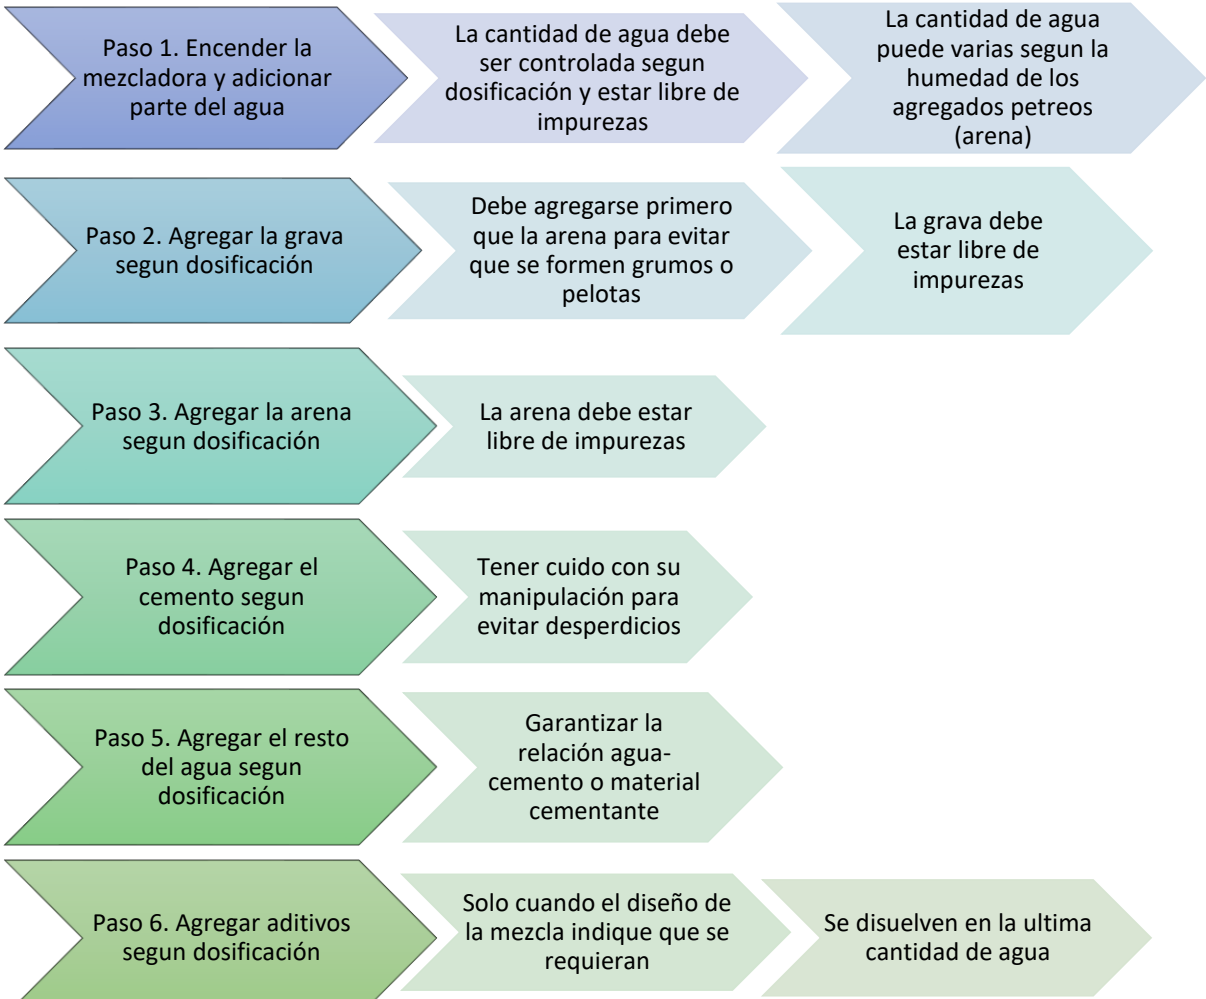 Paso 1. Encender la
mezcladora y adicionar
parte del agua
La cantidad de agua debe
ser controlada segun
dosificación y estar libre de
impurezas
La cantidad de agua
puede varias segun la
humedad de los
agregados petreos
(arena)
Paso 2. Agregar la grava
segun dosificación
Debe agregarse primero
que la arena para evitar
que se formen grumos o
pelotas
La grava debe
estar libre de
impurezas
Paso 3. Agregar la arena
segun dosificación
La arena debe estar
libre de impurezas
Paso 4. Agregar el
cemento segun
dosificación
Tener cuido con su
manipulación para
evitar desperdicios
Paso 5. Agregar el resto
del agua segun
dosificación
Garantizar la
relación agua-
cemento o material
cementante
Paso 6. Agregar aditivos
segun dosificación
Solo cuando el diseño de
la mezcla indique que se
requieran
Se disuelven en la ultima
cantidad de agua